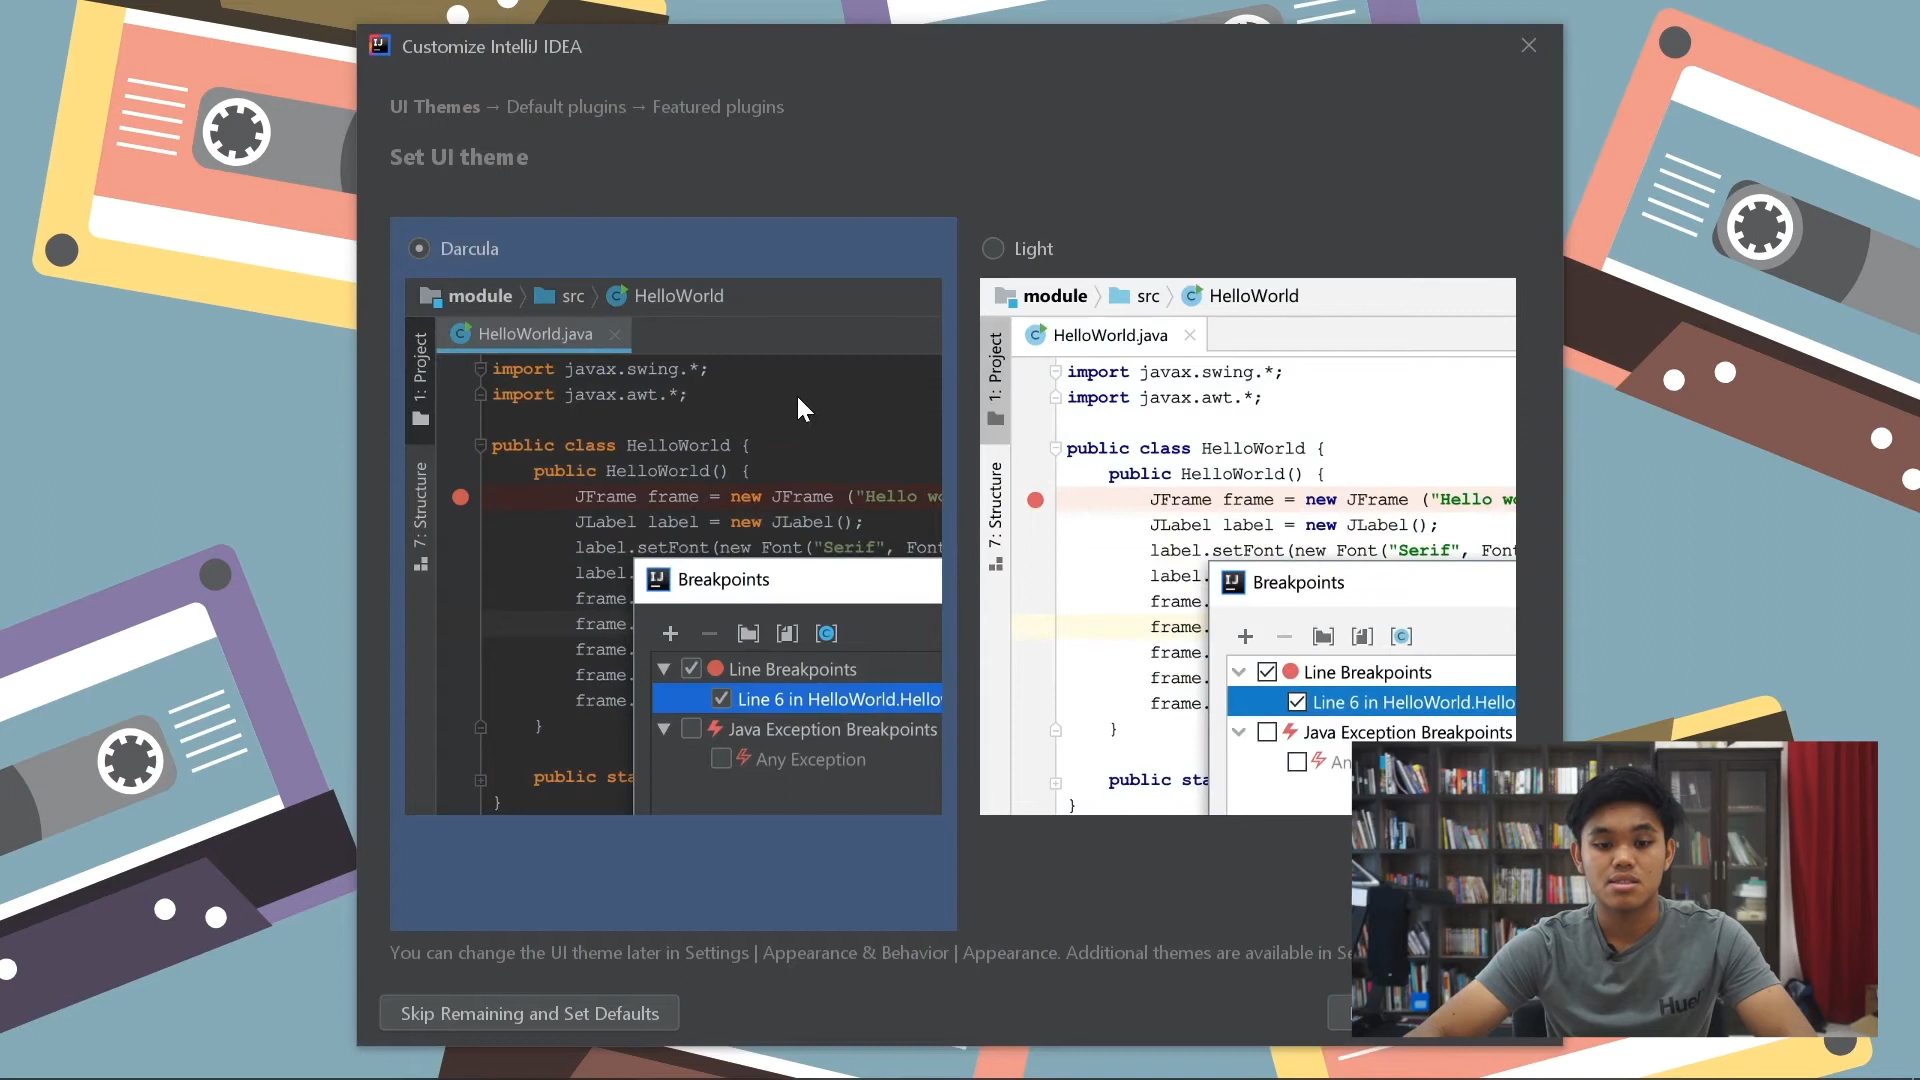 Customize IntelliJ IDEA
UI Themes → Default plugins → Featured plugins
Set UI theme
Darcula
module
src
HelloWorld
HelloWorld.java
1: Project
7: Structure
import javax.swing.*;
import javax.awt.*;
public class HelloWorld {
public HelloWorld() {
JFrame frame = new JFrame ("Hello wo
JLabel label = new JLabel();
label.setFont(new Font("Serif", Font
label.
frame.
frame.
frame.
frame.
frame.
}
public sta
}
Breakpoints
Line Breakpoints
Line 6 in HelloWorld.Hello
Java Exception Breakpoints
Any Exception
Light
module
src
HelloWorld
HelloWorld.java
1: Project
7: Structure
import javax.swing.*;
import javax.awt.*;
public class HelloWorld {
public HelloWorld() {
JFrame frame = new JFrame ("Hello wo
JLabel label = new JLabel();
label.setFont(new Font("Serif", Font
label.
frame.
frame.
frame.
frame.
frame.
}
public sta
}
Breakpoints
Line Breakpoints
Line 6 in HelloWorld.Hello
Java Exception Breakpoints
An
You can change the UI theme later in Settings | Appearance & Behavior | Appearance. Additional themes are available in Se
Skip Remaining and Set Defaults
Huel